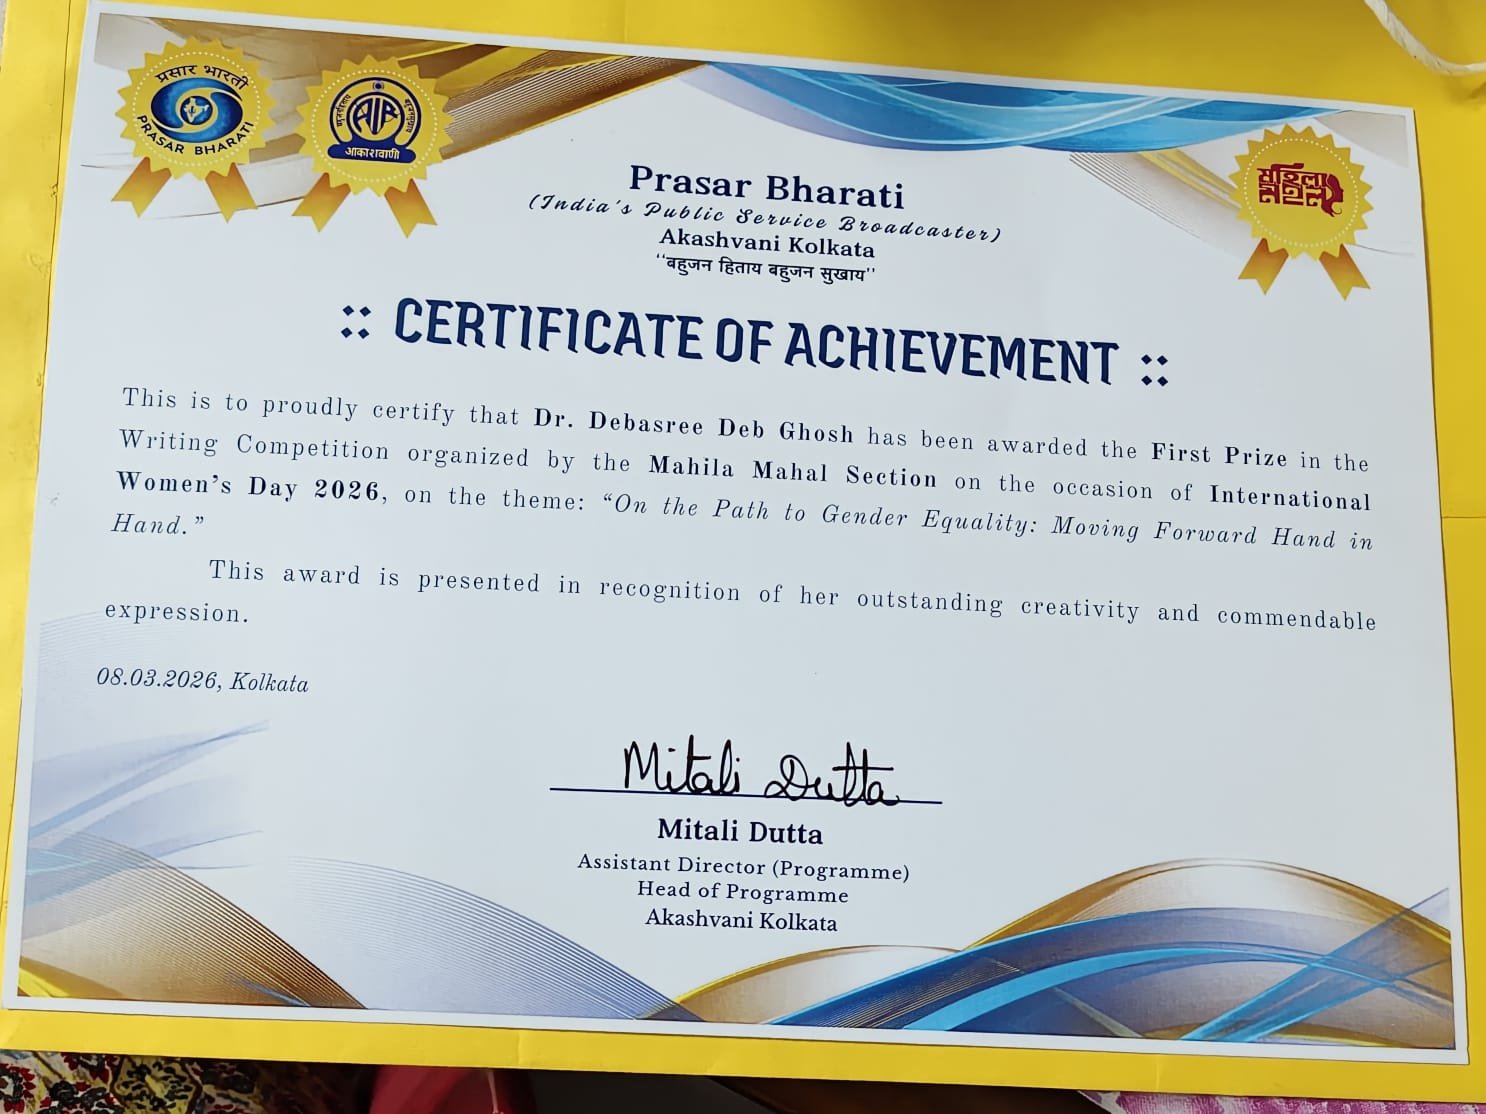 प्रसार भारती
PRASAR BHARATI
AIR
आकाशवाणी
মহিলা
মহল
Prasar Bharati
(India's Public Service Broadcaster)
Akashvani Kolkata
"बहुजन हिताय बहुजन सुखाय"
:: CERTIFICATE OF ACHIEVEMENT ::
This is to proudly certify that Dr. Debasree Deb Ghosh has been awarded the First Prize in the
Writing Competition organized by the Mahila Mahal Section on the occasion of International
Women's Day 2026, on the theme: "On the Path to Gender Equality: Moving Forward Hand in
Hand."
This award is presented in recognition of her outstanding creativity and commendable
expression.
08.03.2026, Kolkata
Mitali Dutta
Mitali Dutta
Assistant Director (Programme)
Head of Programme
Akashvani Kolkata